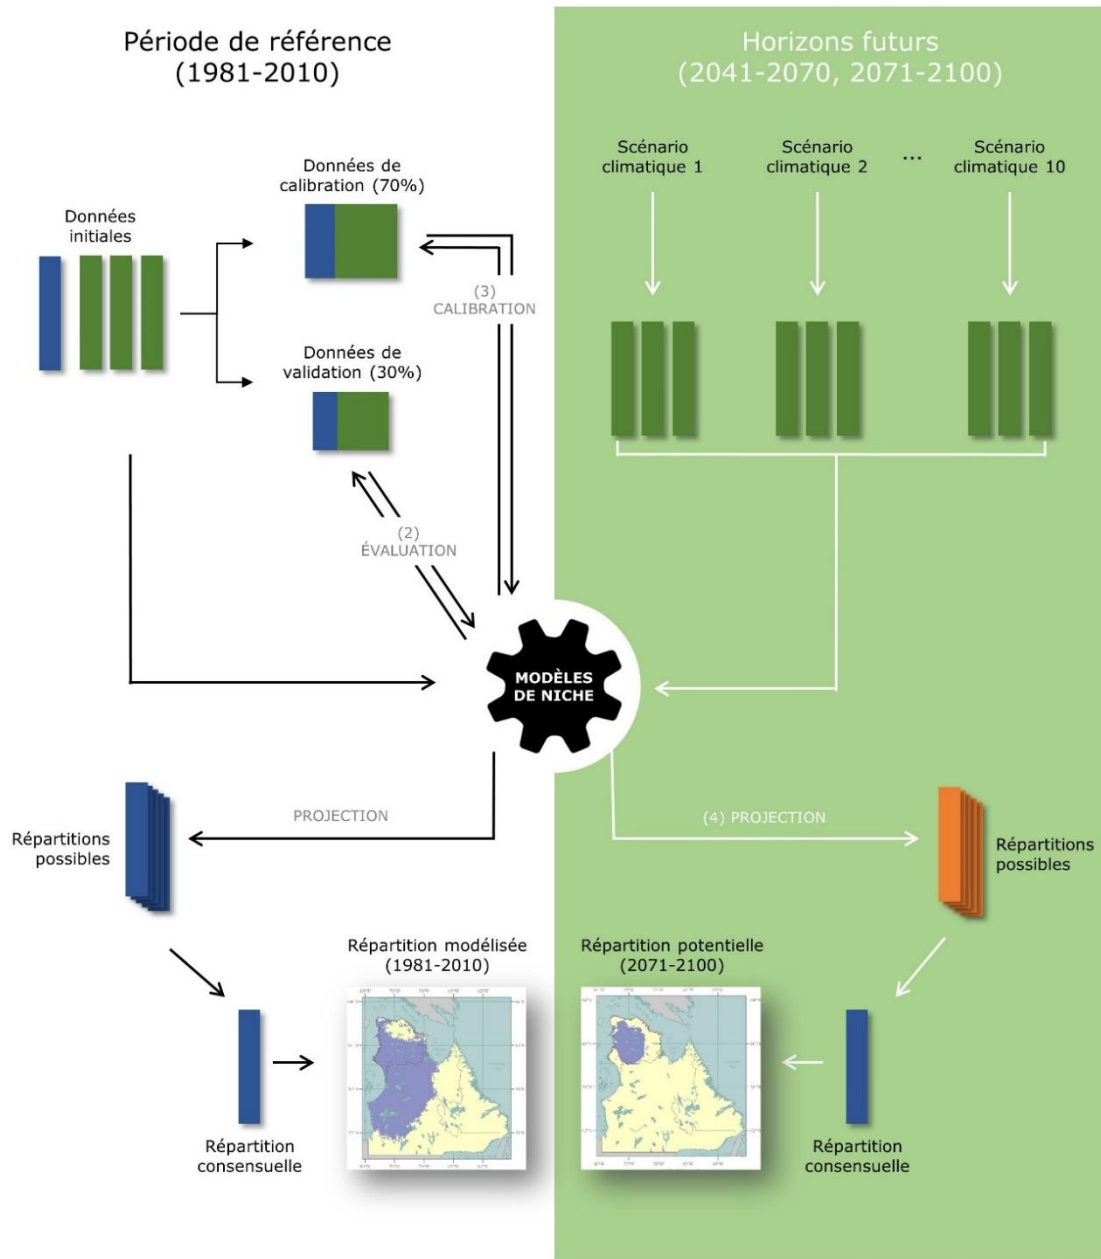 Période de référence
(1981-2010)
Horizons futurs
(2041-2070, 2071-2100)
Données
initiales
Données de
calibration (70%)
Données de
validation (30%)
(3)
CALIBRATION
(2)
ÉVALUATION
Scénario
climatique 1
Scénario
climatique 2
...
Scénario
climatique 10
MODÈLES
DE NICHE
PROJECTION
(4) PROJECTION
Répartitions
possibles
Répartitions
possibles
Répartition modélisée
(1981-2010)
Répartition potentielle
(2071-2100)
Répartition
consensuelle
Répartition
consensuelle